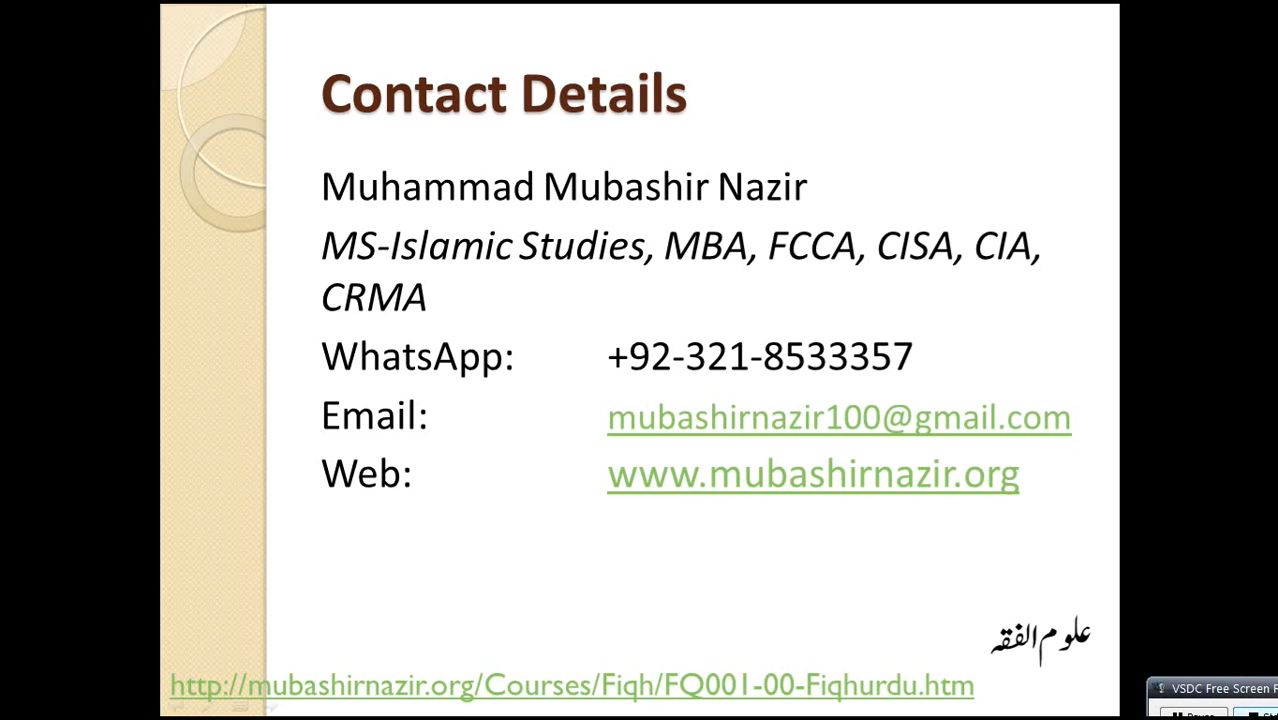 Contact Details
Muhammad Mubashir Nazir
MS-Islamic Studies, MBA, FCCA, CISA, CIA,
CRMA
WhatsApp: +92-321-8533357
Email: mubashirnazir100@gmail.com
Web: www.mubashirnazir.org
علوم الفقہ
http://mubashirnazir.org/Courses/Fiqh/FQ001-00-Fiqhurdu.htm
VSDC Free Screen